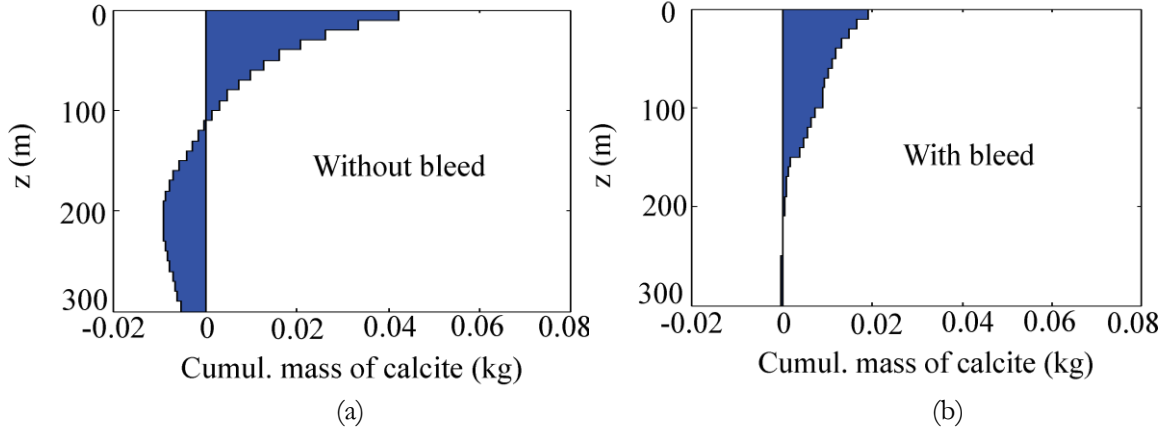 0
100
200
300
z (m)
-0.02 0 0.02 0.04 0.06 0.08
Cumul. mass of calcite (kg)
Without bleed
(a)
0
100
200
300
z (m)
-0.02 0 0.02 0.04 0.06 0.08
Cumul. mass of calcite (kg)
With bleed
(b)